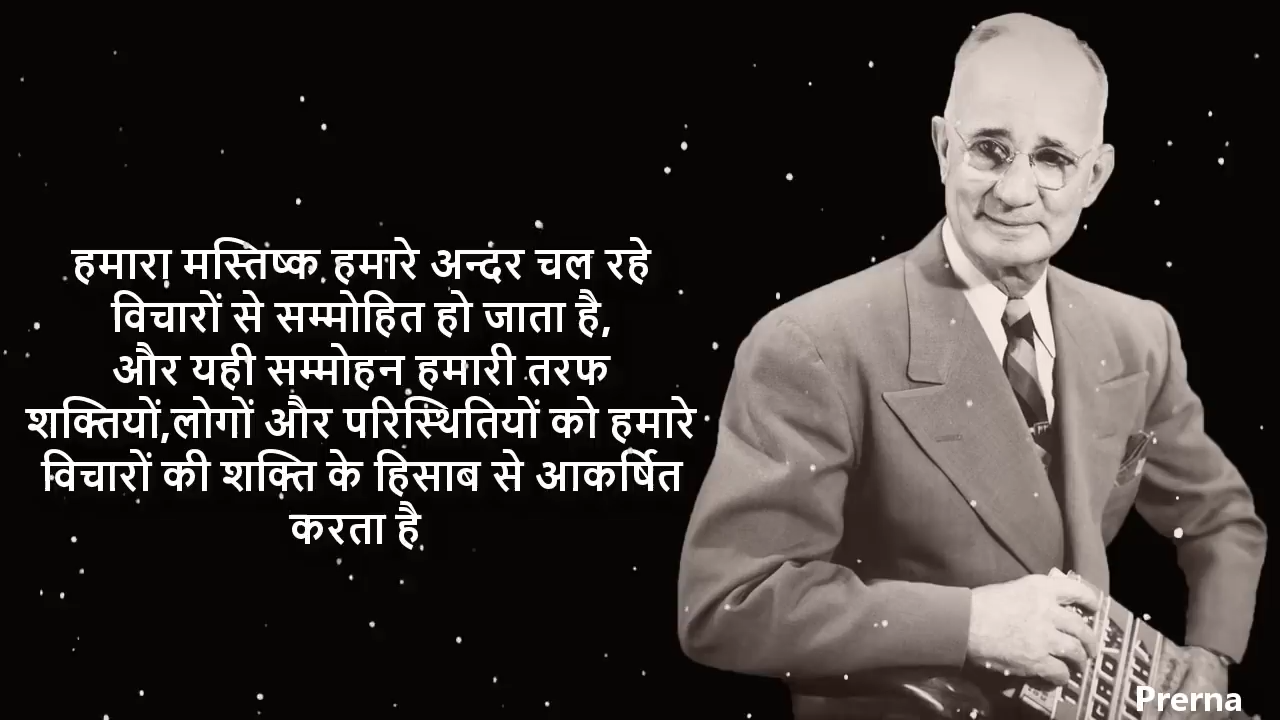 हमारा मस्तिष्क हमारे अन्दर चल रहे
विचारों से सम्मोहित हो जाता है,
और यही सम्मोहन हमारी तरफ
शक्तियों,लोगों और परिस्थितियों को हमारे
विचारों की शक्ति के हिसाब से आकर्षित
करता है
Prerna